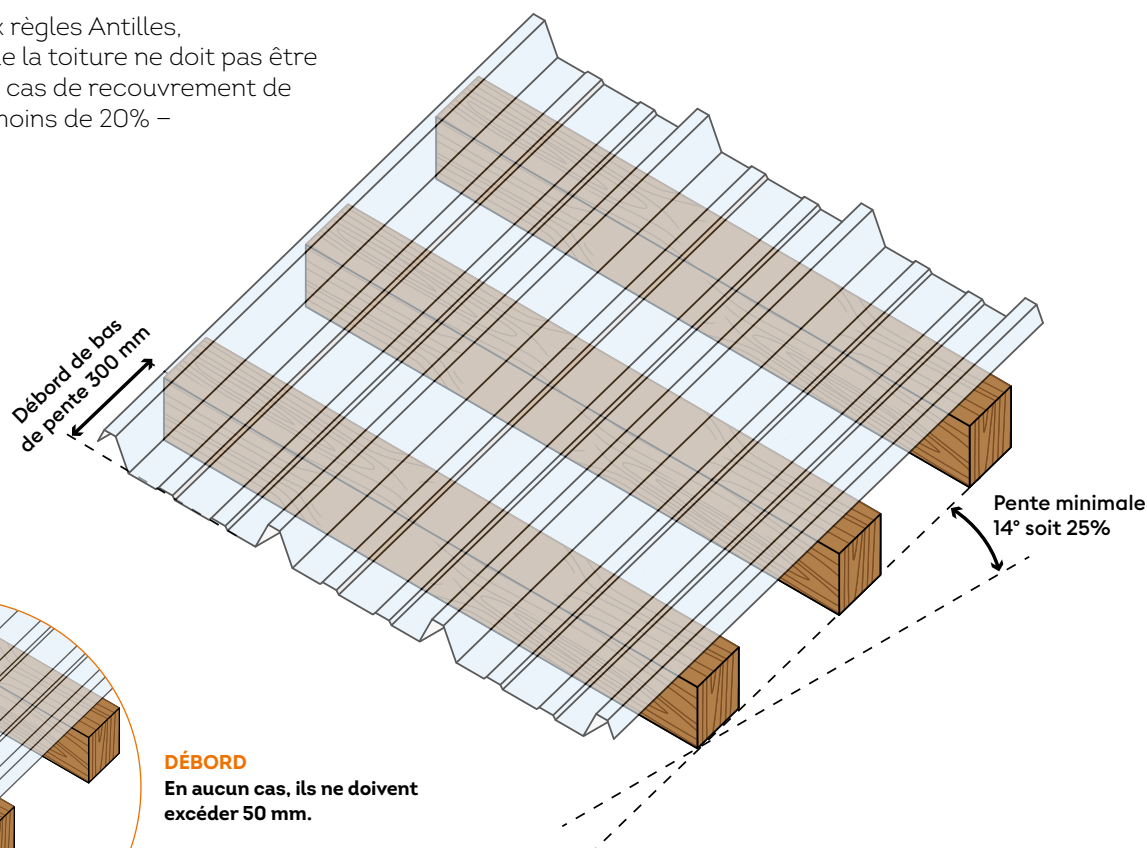 x règles Antilles,
e la toiture ne doit pas être
cas de recouvrement de
moins de 20% –
Débord de bas
de pente 300 mm
Pente minimale
14° soit 25%
DÉBORD
En aucun cas, ils ne doivent
excéder 50 mm.